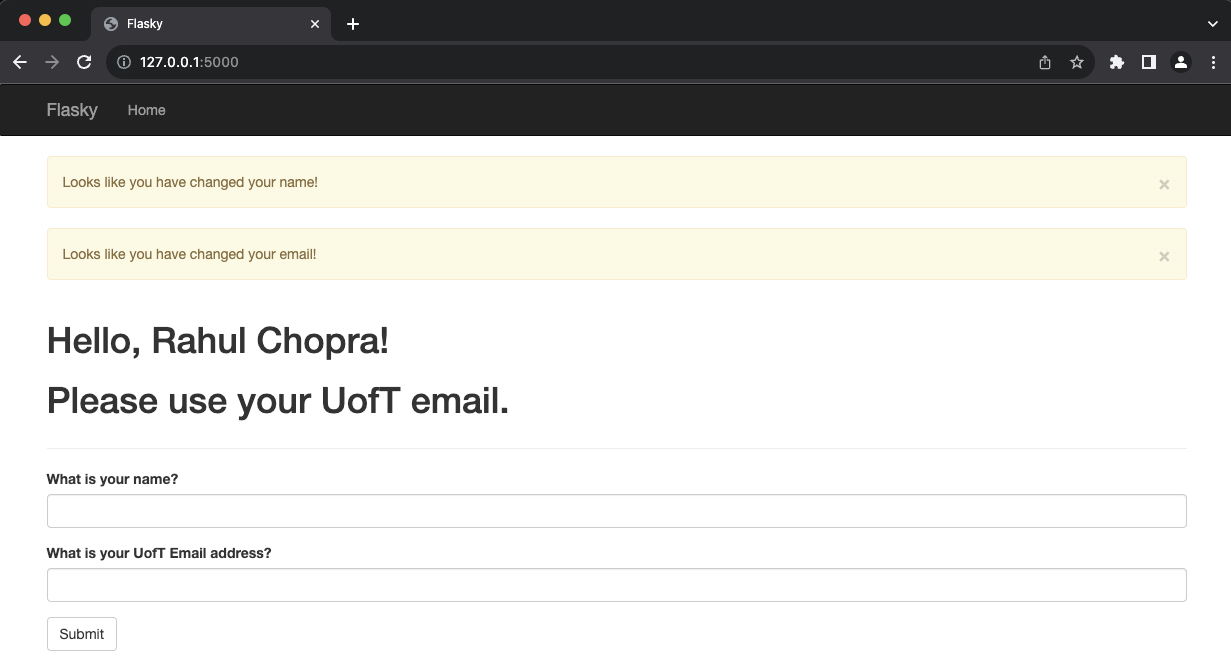 Flasky
127.0.0.1:5000
Flasky Home
Looks like you have changed your name! ×
Looks like you have changed your email! ×
Hello, Rahul Chopra!
Please use your UofT email.
What is your name?
What is your UofT Email address?
Submit